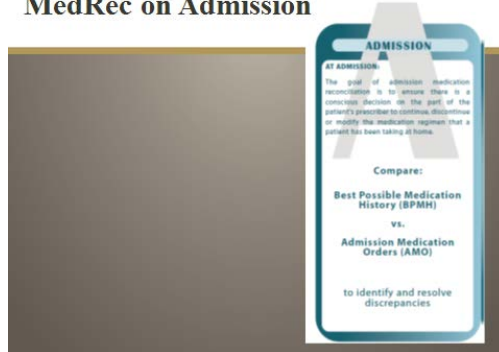 MedRec on Admission
ADMISSION
AT ADMISSION:
The goal of admission medication
reconciliation is to ensure there is a
conscious decision on the part of the
patient's prescriber to continue, discontinue
or modify the medication regimen that a
patient has been taking at home.
Compare:
Best Possible Medication
History (BPMH)
vs.
Admission Medication
Orders (AMO)
to identify and resolve
discrepancies